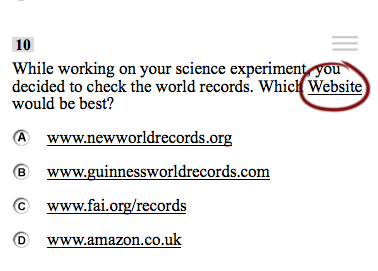 10
While working on your science experiment, you
decided to check the world records. Which Website
would be best?
A www.newworldrecords.org
B www.guinnessworldrecords.com
C www.fai.org/records
D www.amazon.co.uk